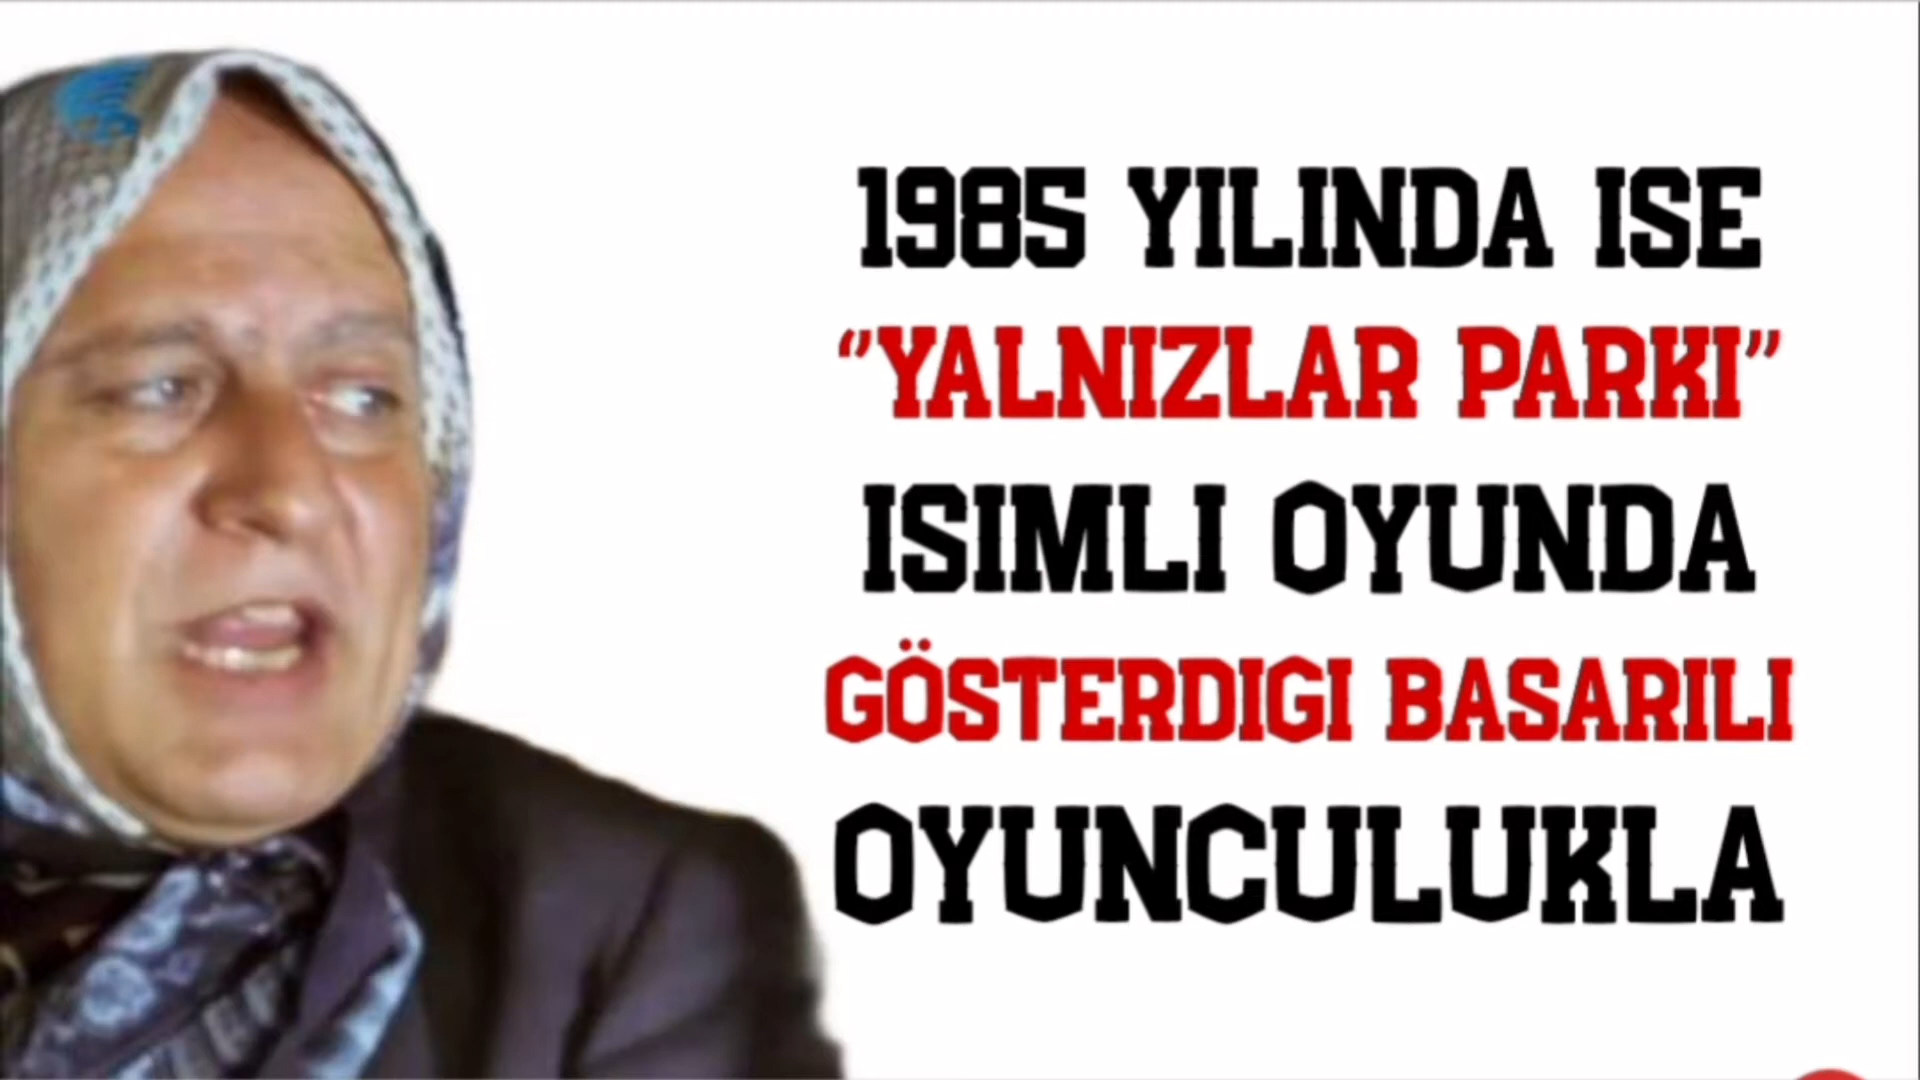 1985 YILINDA ISE
“YALNIZLAR PARKI”
ISIMLI OYUNDA
GÖSTERDIGI BASARILI
OYUNCULUKLA